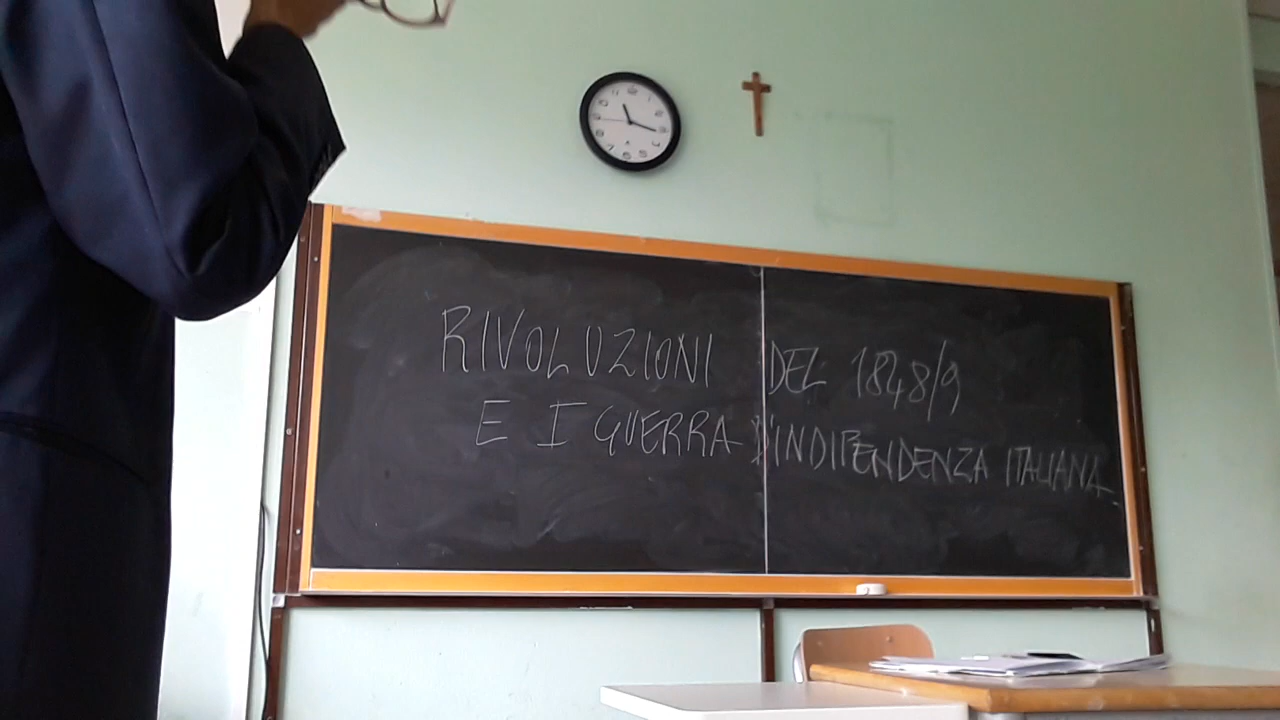 RIVOLUZIONI DEL 1848/9
E I GUERRA D'INDIPENDENZA ITALIANA